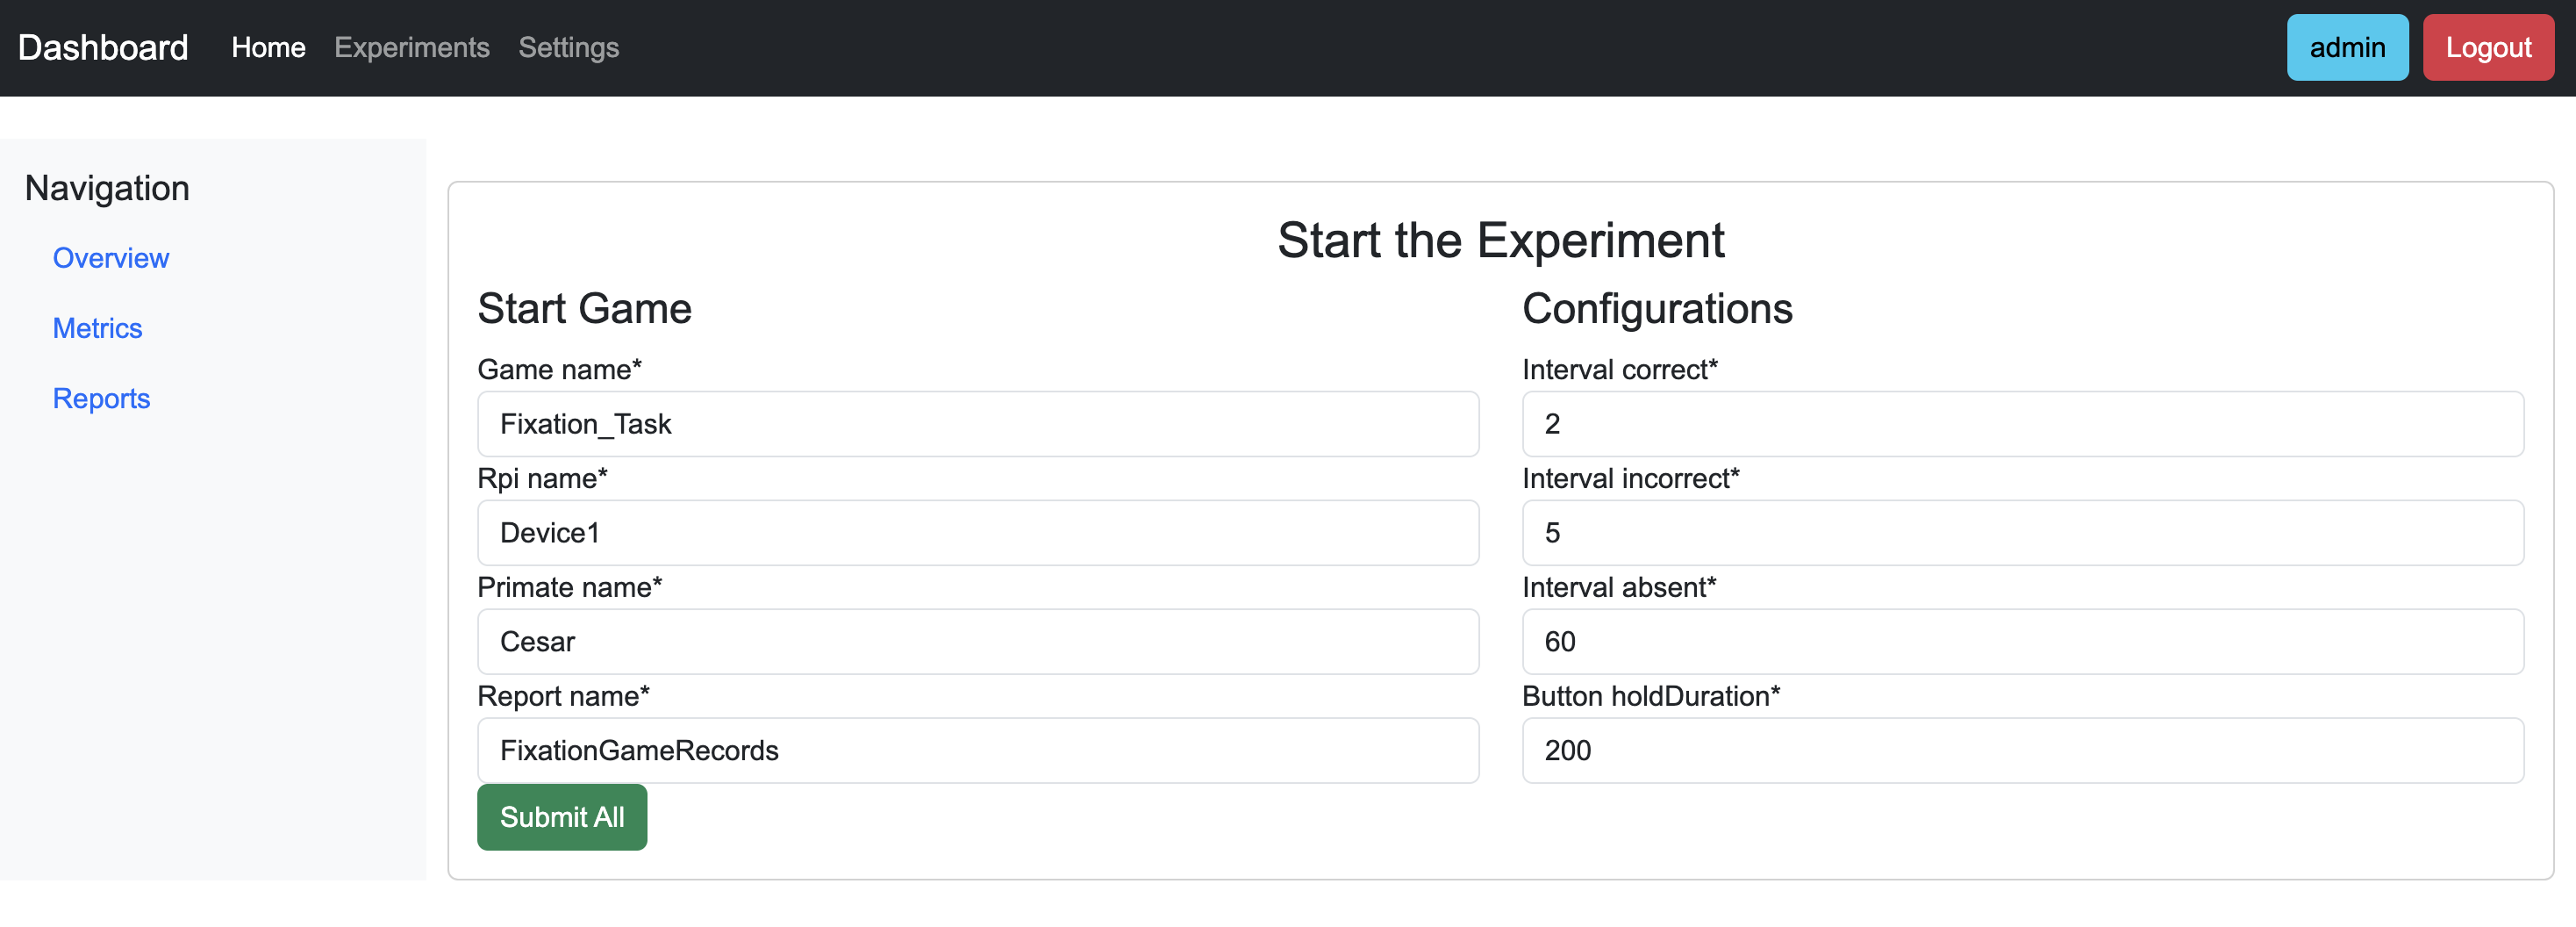 Dashboard Home Experiments Settings admin Logout
Navigation
Overview
Metrics
Reports
Start the Experiment
Start Game
Game name*
Fixation_Task
Rpi name*
Device1
Primate name*
Cesar
Report name*
FixationGameRecords
Submit All
Configurations
Interval correct*
2
Interval incorrect*
5
Interval absent*
60
Button holdDuration*
200